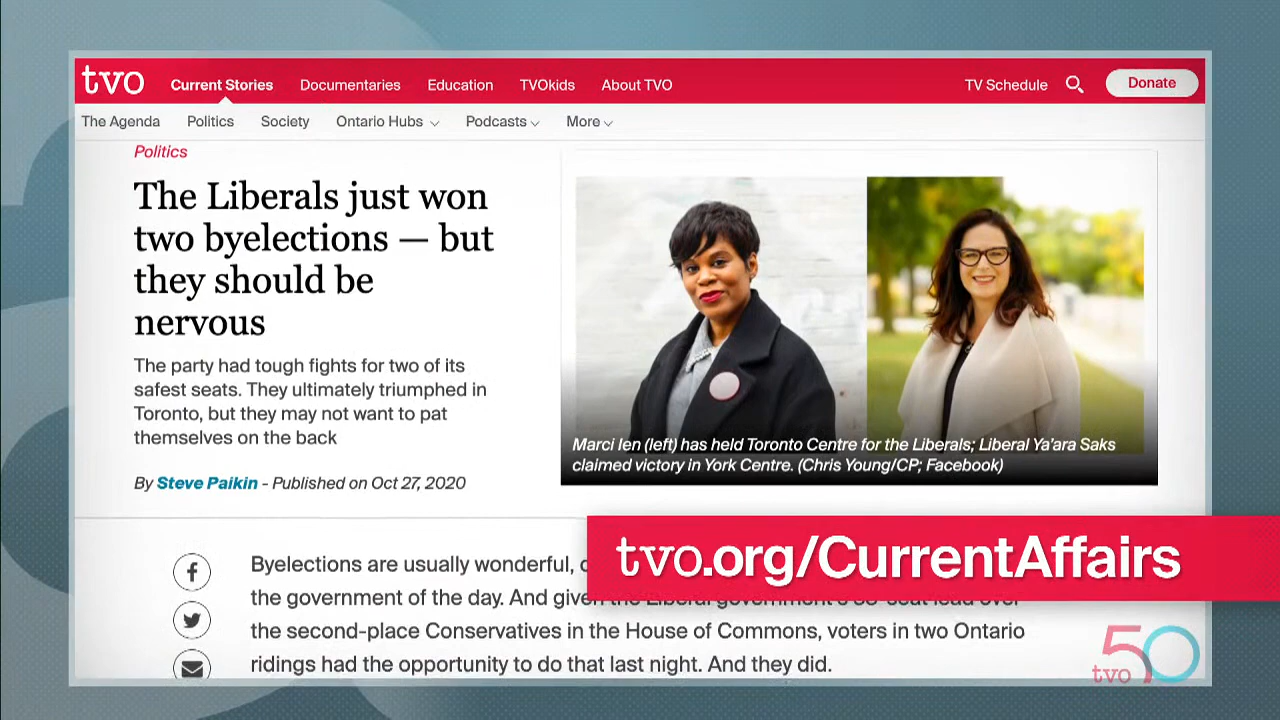 tvo
Current Stories Documentaries Education TVOkids About TVO TV Schedule Donate
The Agenda Politics Society Ontario Hubs Podcasts More
Politics
The Liberals just won
two byelections — but
they should be
nervous
The party had tough fights for two of its
safest seats. They ultimately triumphed in
Toronto, but they may not want to pat
themselves on the back
By Steve Paikin - Published on Oct 27, 2020
Marci Ien (left) has held Toronto Centre for the Liberals; Liberal Ya'ara Saks
claimed victory in York Centre. (Chris Young/CP; Facebook)
Byelections are usually wonderful,
the government of the day. And given the Liberal government's
the second-place Conservatives in the House of Commons, voters in two Ontario
ridings had the opportunity to do that last night. And they did.
tvo.org/CurrentAffairs
tvo 50